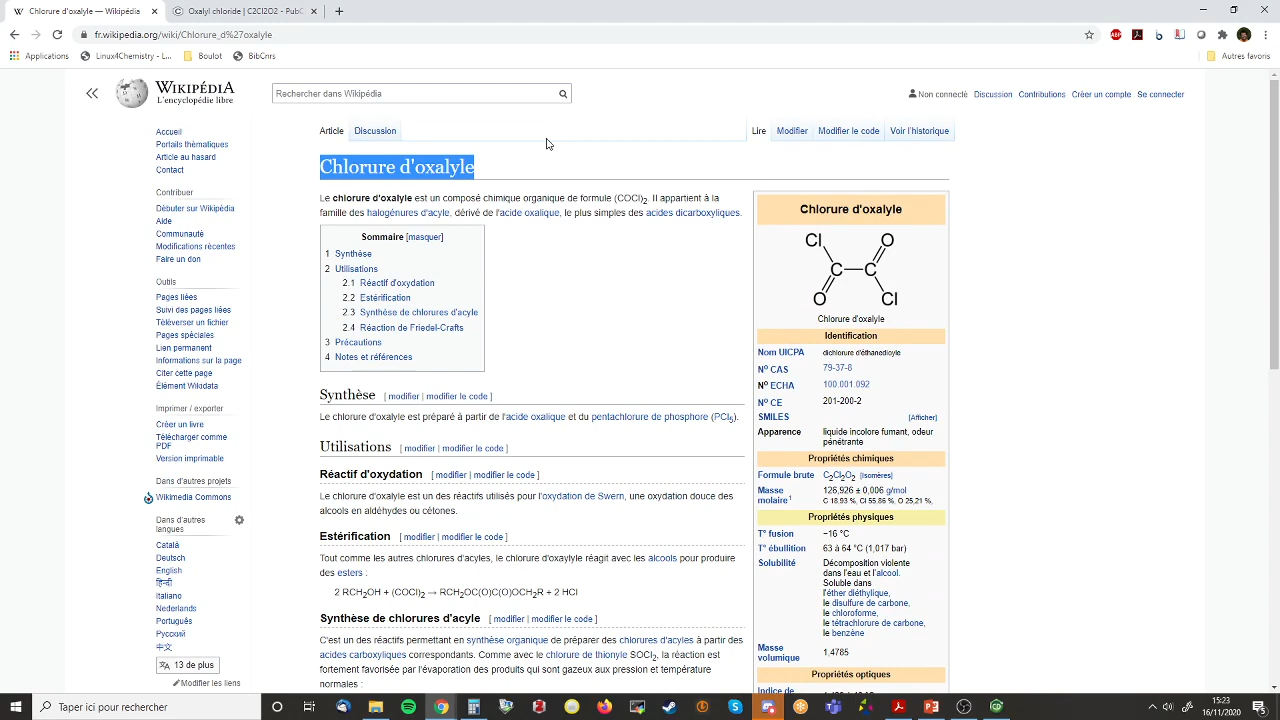 Chlorure d'oxalyle — Wikipédia
Oxalyl chloride | C2Cl2O2 - PubC
fr.wikipedia.org/wiki/Chlorure_d%27oxalyle
Applications
Linux4Chemistry - L...
Boulot
BibCnrs
Autres favoris
WIKIPÉDIA
L'encyclopédie libre
Rechercher dans Wikipédia
Non connecté Discussion Contributions Créer un compte Se connecter
Article Discussion
Lire Modifier Modifier le code Voir l'historique
Accueil
Portails thématiques
Article au hasard
Contact
Contribuer
Débuter sur Wikipédia
Aide
Communauté
Modifications récentes
Faire un don
Outils
Pages liées
Suivi des pages liées
Téléverser un fichier
Pages spéciales
Lien permanent
Informations sur la page
Citer cette page
Élément Wikidata
Imprimer / exporter
Créer un livre
Télécharger comme
PDF
Version imprimable
Dans d'autres projets
Wikimedia Commons
Dans d'autres
langues
Català
Deutsch
English
हिन्दी
Italiano
Nederlands
Português
Русский
中文
13 de plus
Modifier les liens
Chlorure d'oxalyle
Le chlorure d'oxalyle est un composé chimique organique de formule (COCl)2. Il appartient à la
famille des halogénures d'acyle, dérivé de l'acide oxalique, le plus simples des acides dicarboxyliques.
Sommaire [masquer]
1 Synthèse
2 Utilisations
2.1 Réactif d'oxydation
2.2 Estérification
2.3 Synthèse de chlorures d'acyle
2.4 Réaction de Friedel-Crafts
3 Précautions
4 Notes et références
Synthèse [ modifier | modifier le code ]
Le chlorure d'oxalyle est préparé à partir de l'acide oxalique et du pentachlorure de phosphore (PCl5).
Utilisations [ modifier | modifier le code ]
Réactif d'oxydation [ modifier | modifier le code ]
Le chlorure d'oxalyle est un des réactifs utilisés pour l'oxydation de Swern, une oxydation douce des
alcools en aldéhydes ou cétones.
Estérification [ modifier | modifier le code ]
Tout comme les autres chlorures d'acyles, le chlorure d'oxaylyle réagit avec les alcools pour produire
des esters :
2 RCH2OH + (COCl)2 → RCH2OC(O)C(O)OCH2R + 2 HCl
Synthèse de chlorures d'acyle [ modifier | modifier le code ]
C'est un des réactifs permettant en synthèse organique de préparer des chlorures d'acyles à partir des
acides carboxyliques correspondants. Comme avec le chlorure de thionyle SOCl2, la réaction est
fortement favorisée par l'évaporation des produits qui sont gazeux aux pression et température
normales :
Chlorure d'oxalyle
Cl O
C C
O Cl
Chlorure d'oxalyle
Identification
Nom UICPA dichlorure d'éthanedioyle
No CAS 79-37-8
No ECHA 100.001.092
No CE 201-200-2
SMILES [Afficher]
Apparence liquide incolore fumant, odeur
pénétrante
Propriétés chimiques
Formule brute C2Cl2O2 [Isomères]
Masse
molaire1
126,926 ± 0,006 g/mol
C 18,93 %, Cl 55,86 %, O 25,21 %,
Propriétés physiques
T° fusion −16 °C
T° ébullition 63 à 64 °C (1,017 bar)
Solubilité Décomposition violente
dans l'eau et l'alcool.
Soluble dans
l'éther diéthylique,
le disulfure de carbone,
le chloroforme,
le tétrachlorure de carbone,
le benzène
Masse
volumique
1,4785
Propriétés optiques
Indice de
Taper ici pour rechercher
15:23
16/11/2020